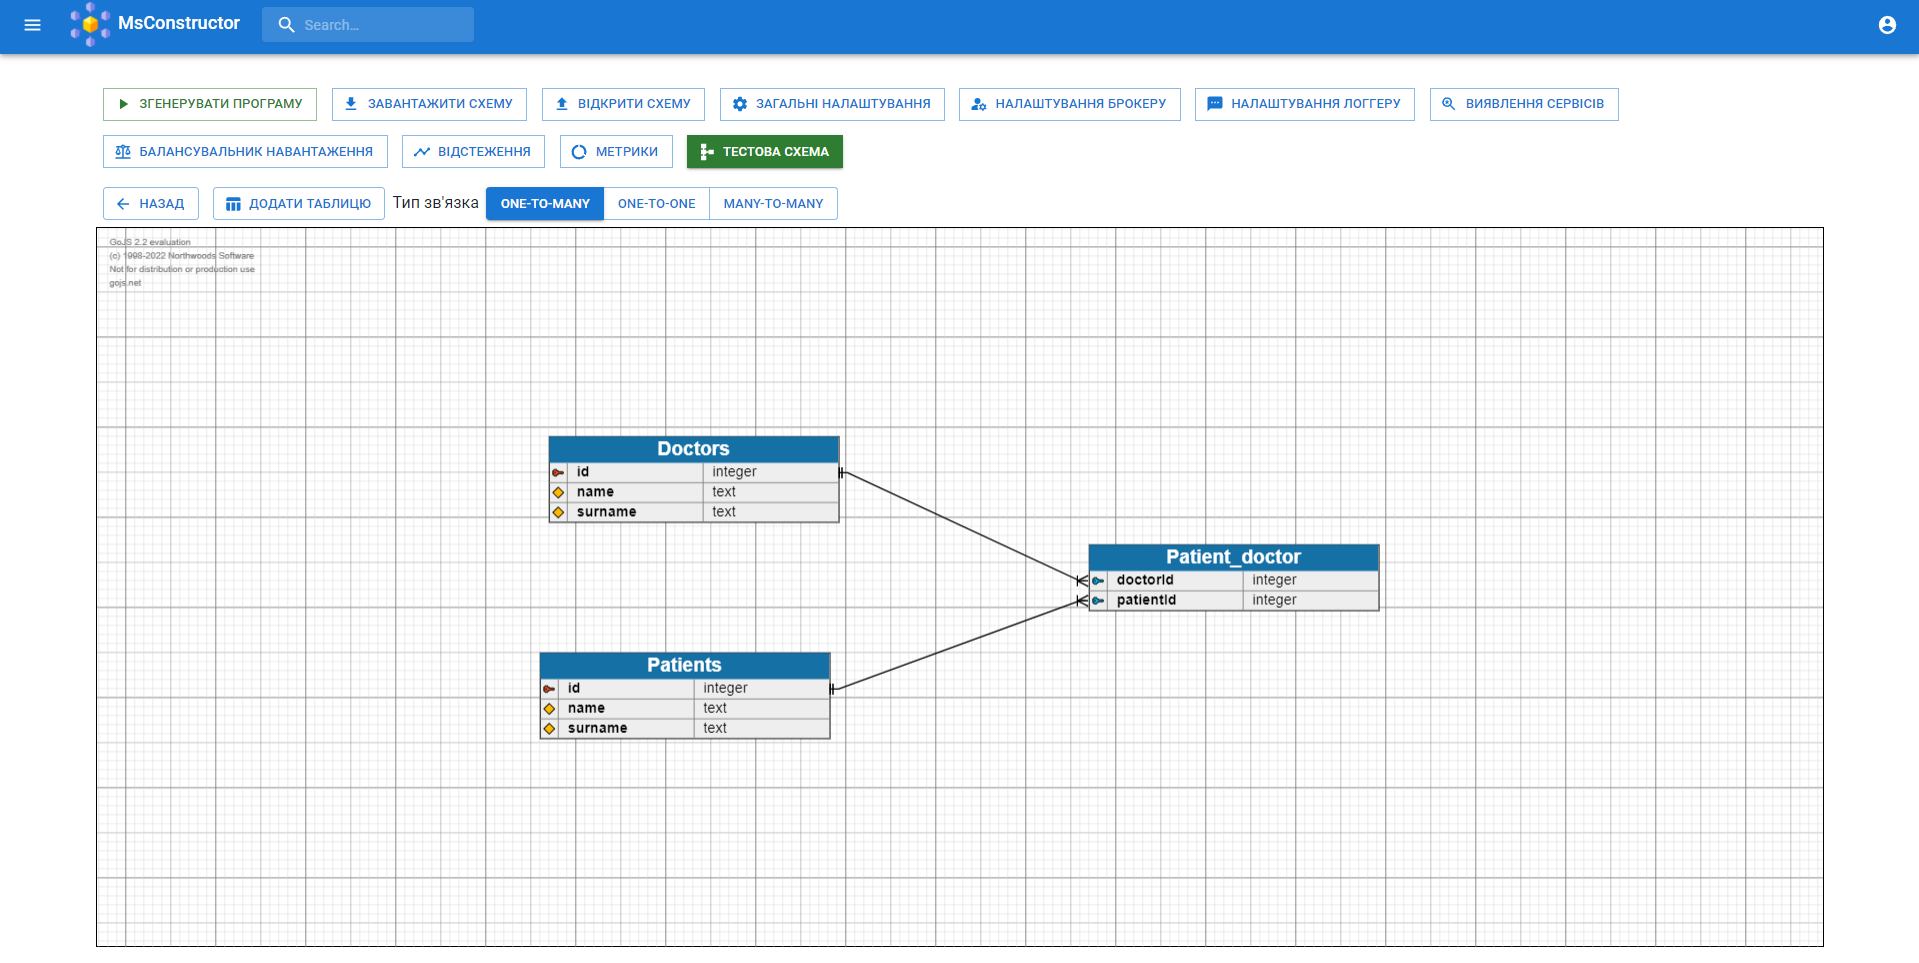 MsConstructor
Search...
ЗГЕНЕРУВАТИ ПРОГРАМУ
ЗАВАНТАЖИТИ СХЕМУ
ВІДКРИТИ СХЕМУ
ЗАГАЛЬНІ НАЛАШТУВАННЯ
НАЛАШТУВАННЯ БРОКЕРУ
НАЛАШТУВАННЯ ЛОГГЕРУ
ВИЯВЛЕННЯ СЕРВІСІВ
БАЛАНСУВАЛЬНИК НАВАНТАЖЕННЯ
ВІДСТЕЖЕННЯ
МЕТРИКИ
ТЕСТОВА СХЕМА
НАЗАД
ДОДАТИ ТАБЛИЦЮ
Тип зв'язка
ONE-TO-MANY
ONE-TO-ONE
MANY-TO-MANY
GoJS 2.2 evaluation
(c) 1998-2022 Northwoods Software
Not for distribution or production use
gojs.net
Doctors
id integer
name text
surname text
Patient_doctor
doctorId integer
patientId integer
Patients
id integer
name text
surname text